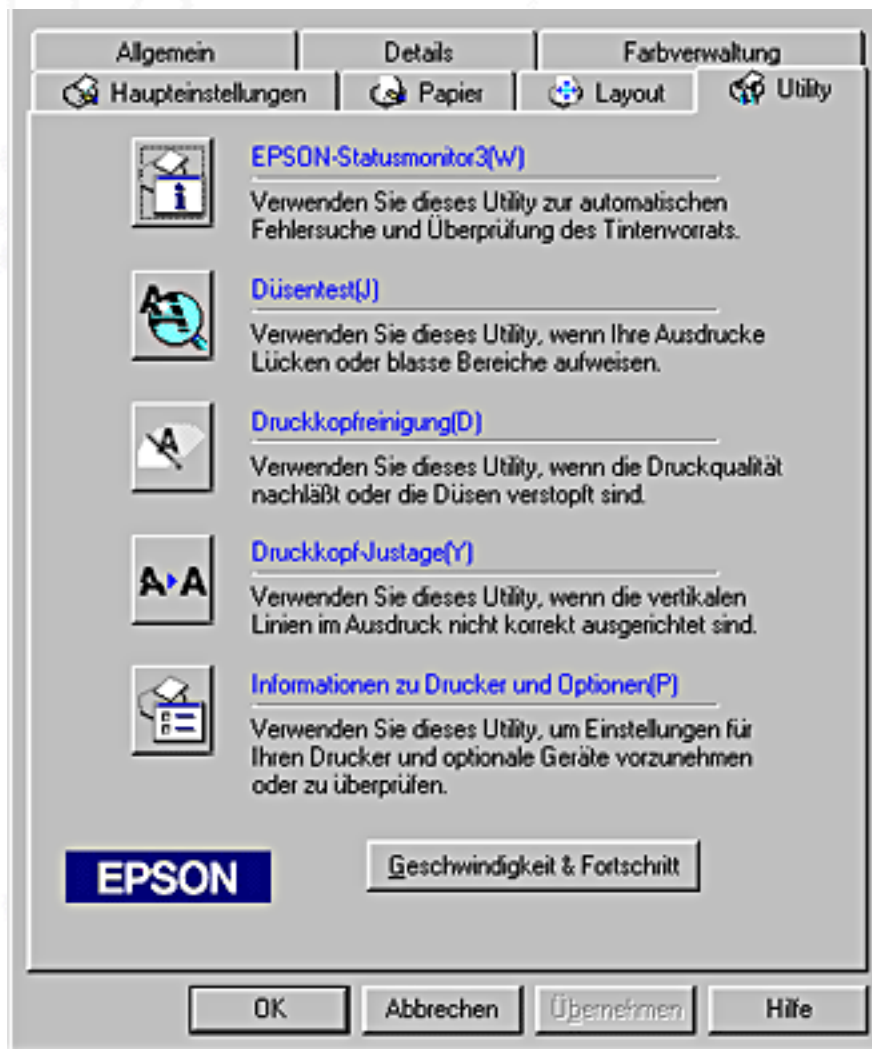 Allgemein Details Farbverwaltung
Haupteinstellungen Papier Layout Utility
EPSON-Statusmonitor3(W)
Verwenden Sie dieses Utility zur automatischen
Fehlersuche und Überprüfung des Tintenvorrats.
Düsentest(J)
Verwenden Sie dieses Utility, wenn Ihre Ausdrucke
Lücken oder blasse Bereiche aufweisen.
Druckkopfreinigung(D)
Verwenden Sie dieses Utility, wenn die Druckqualität
nachläßt oder die Düsen verstopft sind.
A A
Druckkopf-Justage(Y)
Verwenden Sie dieses Utility, wenn die vertikalen
Linien im Ausdruck nicht korrekt ausgerichtet sind.
Informationen zu Drucker und Optionen(P)
Verwenden Sie dieses Utility, um Einstellungen für
Ihren Drucker und optionale Geräte vorzunehmen
oder zu überprüfen.
EPSON Geschwindigkeit & Fortschritt
OK Abbrechen Übernehmen Hilfe